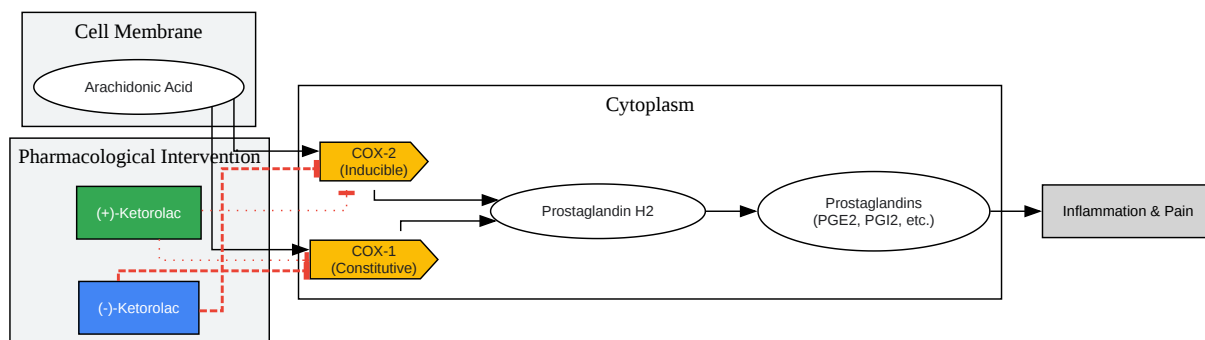 Cell Membrane
Arachidonic Acid
Pharmacological Intervention
(+)-Ketorolac
(-)-Ketorolac
Cytoplasm
COX-2
(Inducible)
COX-1
(Constitutive)
Prostaglandin H2
Prostaglandins
(PGE2, PGI2, etc.)
Inflammation & Pain